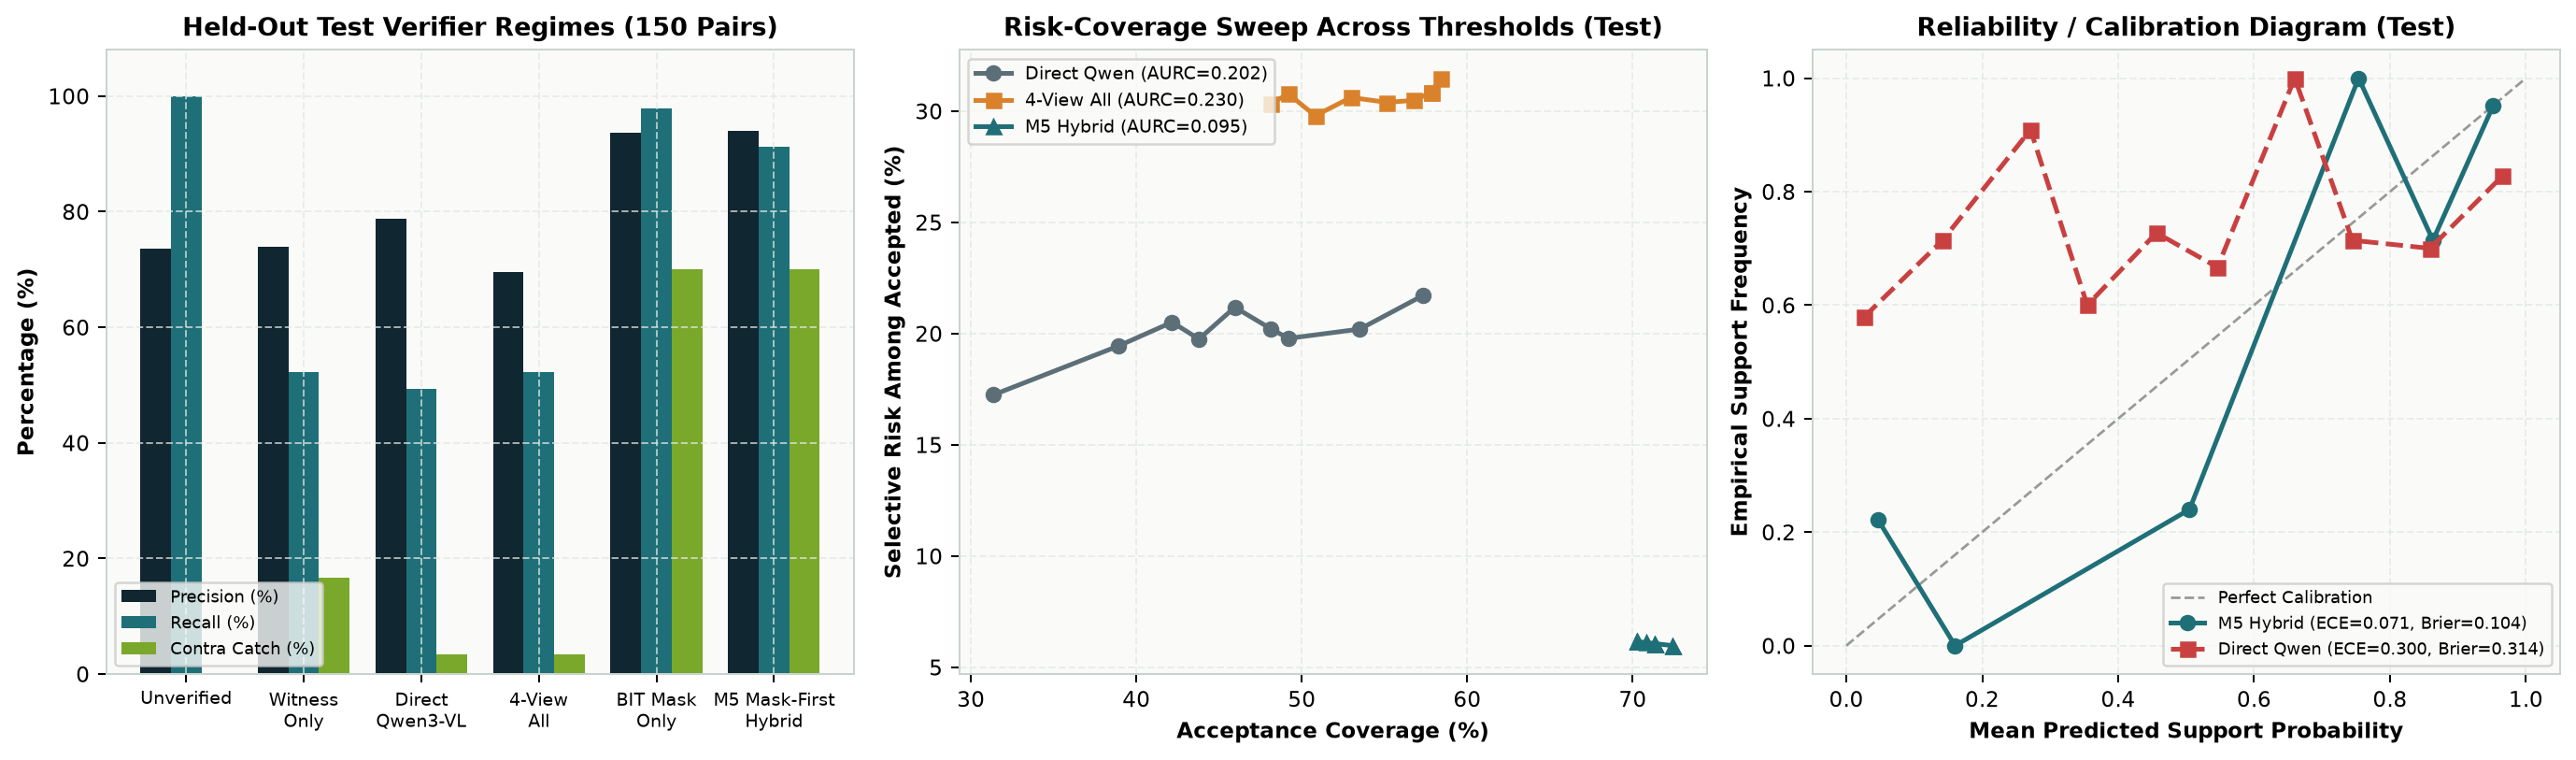 Held-Out Test Verifier Regimes (150 Pairs)
Percentage (%)
100
80
60
40
20
0
Precision (%)
Recall (%)
Contra Catch (%)
Unverified
Witness
Only
Direct
Qwen3-VL
4-View
All
BIT Mask
Only
M5 Mask-First
Hybrid
Risk-Coverage Sweep Across Thresholds (Test)
Direct Qwen (AURC=0.202)
4-View All (AURC=0.230)
M5 Hybrid (AURC=0.095)
Selective Risk Among Accepted (%)
30
25
20
15
10
5
30
40
50
60
70
Acceptance Coverage (%)
Reliability / Calibration Diagram (Test)
Empirical Support Frequency
1.0
0.8
0.6
0.4
0.2
0.0
Perfect Calibration
M5 Hybrid (ECE=0.071, Brier=0.104)
Direct Qwen (ECE=0.300, Brier=0.314)
0.0
0.2
0.4
0.6
0.8
1.0
Mean Predicted Support Probability